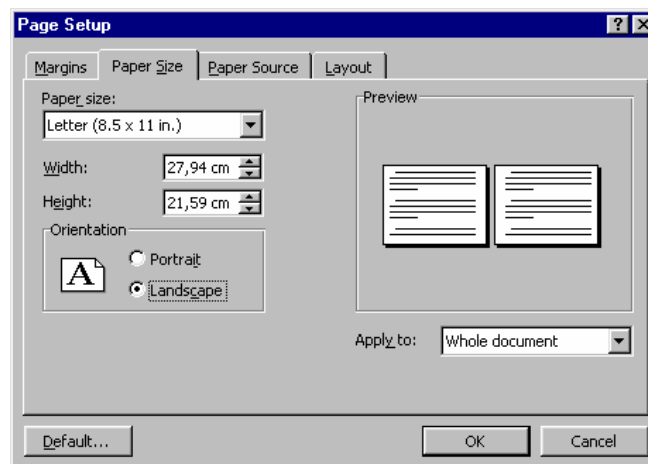 Page Setup
Margins Paper Size Paper Source Layout
Paper size:
Letter (8.5 x 11 in.)
Width: 27,94 cm
Height: 21,59 cm
Orientation
A
Portrait
Landscape
Preview
Apply to: Whole document
Default... OK Cancel